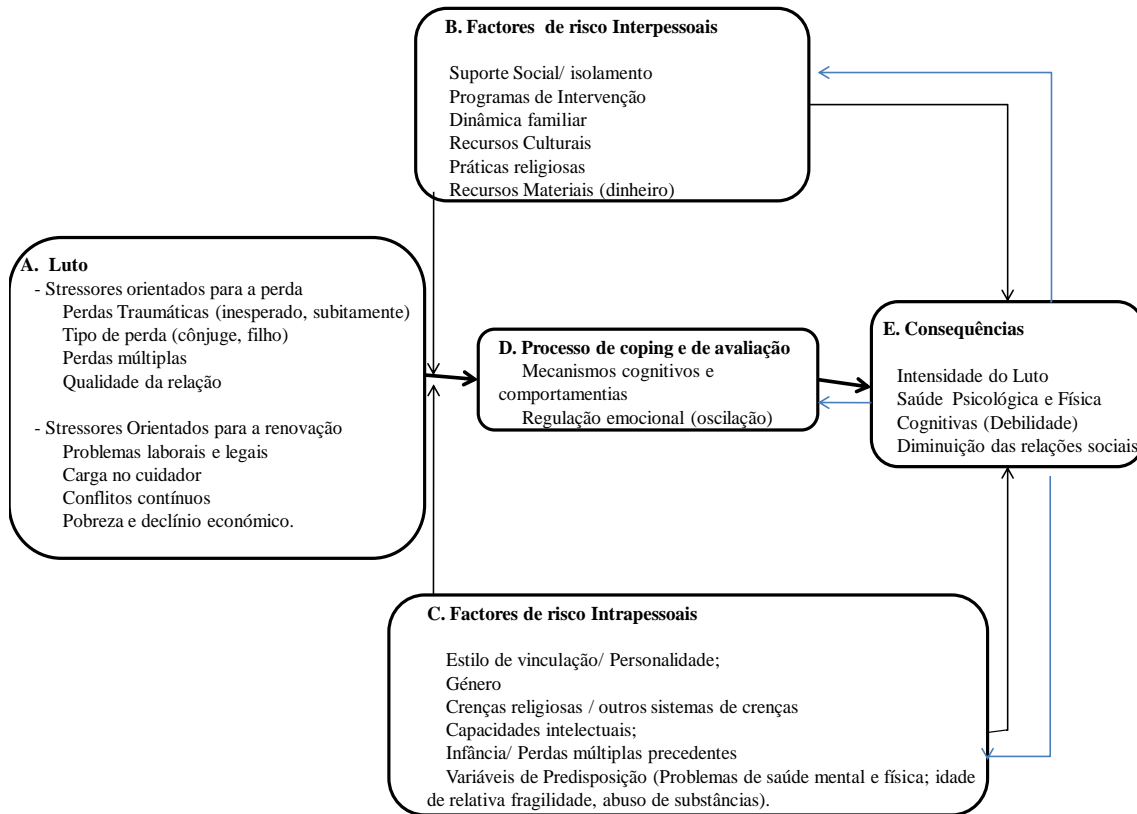 B. Factores de risco Interpessoais
Suporte Social/ isolamento
Programas de Intervenção
Dinâmica familiar
Recursos Culturais
Práticas religiosas
Recursos Materiais (dinheiro)
A. Luto
- Stressores orientados para a perda
Perdas Traumáticas (inesperado, subitamente)
Tipo de perda (cônjuge, filho)
Perdas múltiplas
Qualidade da relação
- Stressores Orientados para a renovação
Problemas laborais e legais
Carga no cuidador
Conflitos contínuos
Pobreza e declínio económico.
D. Processo de coping e de avaliação
Mecanismos cognitivos e
comportamentias
Regulação emocional (oscilação)
E. Consequências
Intensidade do Luto
Saúde Psicológica e Física
Cognitivas (Debilidade)
Diminuição das relações sociais
C. Factores de risco Intrapessoais
Estilo de vinculação/ Personalidade;
Género
Crenças religiosas / outros sistemas de crenças
Capacidades intelectuais;
Infância/ Perdas múltiplas precedentes
Variáveis de Predisposição (Problemas de saúde mental e física; idade
de relativa fragilidade, abuso de substâncias).